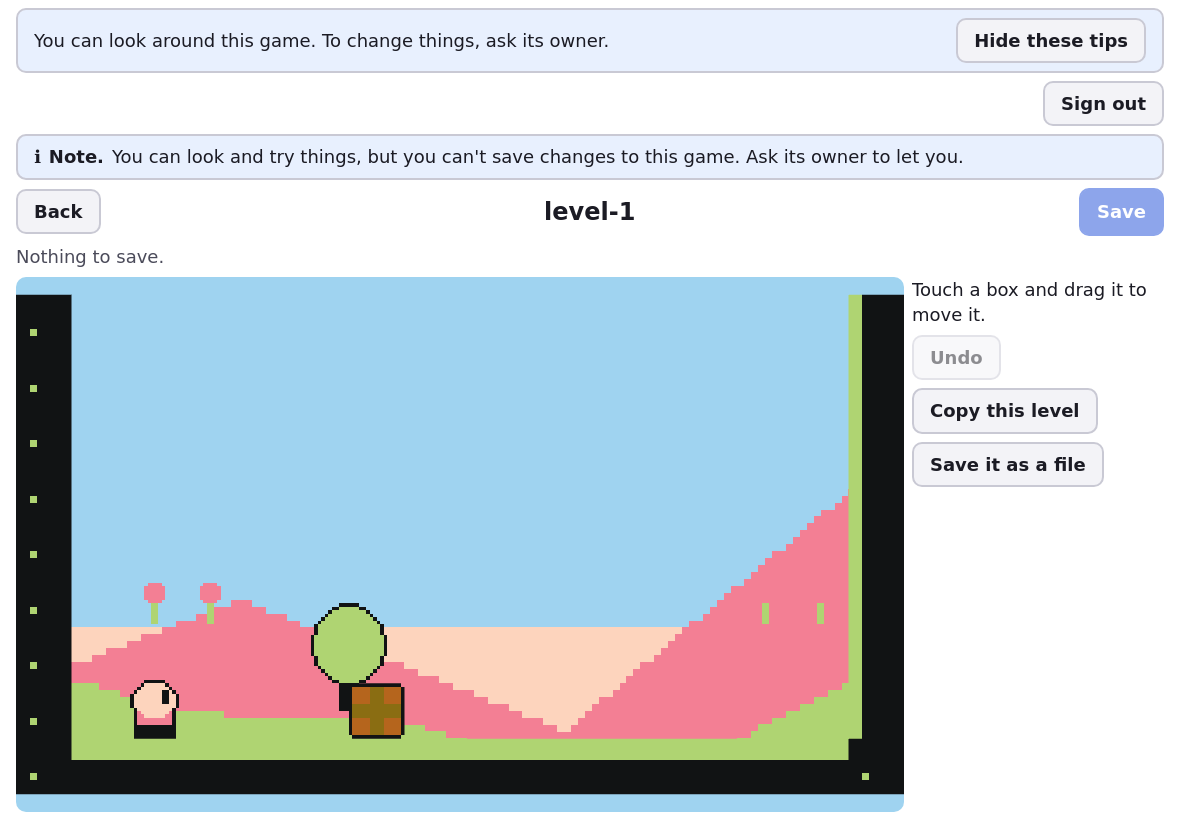 You can look around this game. To change things, ask its owner.
Hide these tips
Sign out
ℹ Note. You can look and try things, but you can't save changes to this game. Ask its owner to let you.
Back
level-1
Save
Nothing to save.
Touch a box and drag it to
move it.
Undo
Copy this level
Save it as a file